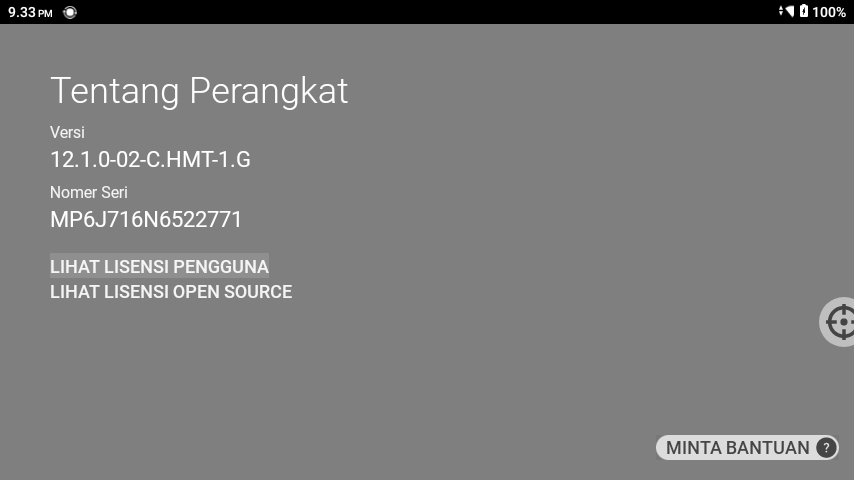 9.33 PM
100%
Tentang Perangkat
Versi
12.1.0-02-C.HMT-1.G
Nomer Seri
MP6J716N6522771
LIHAT LISENSI PENGGUNA
LIHAT LISENSI OPEN SOURCE
MINTA BANTUAN ?